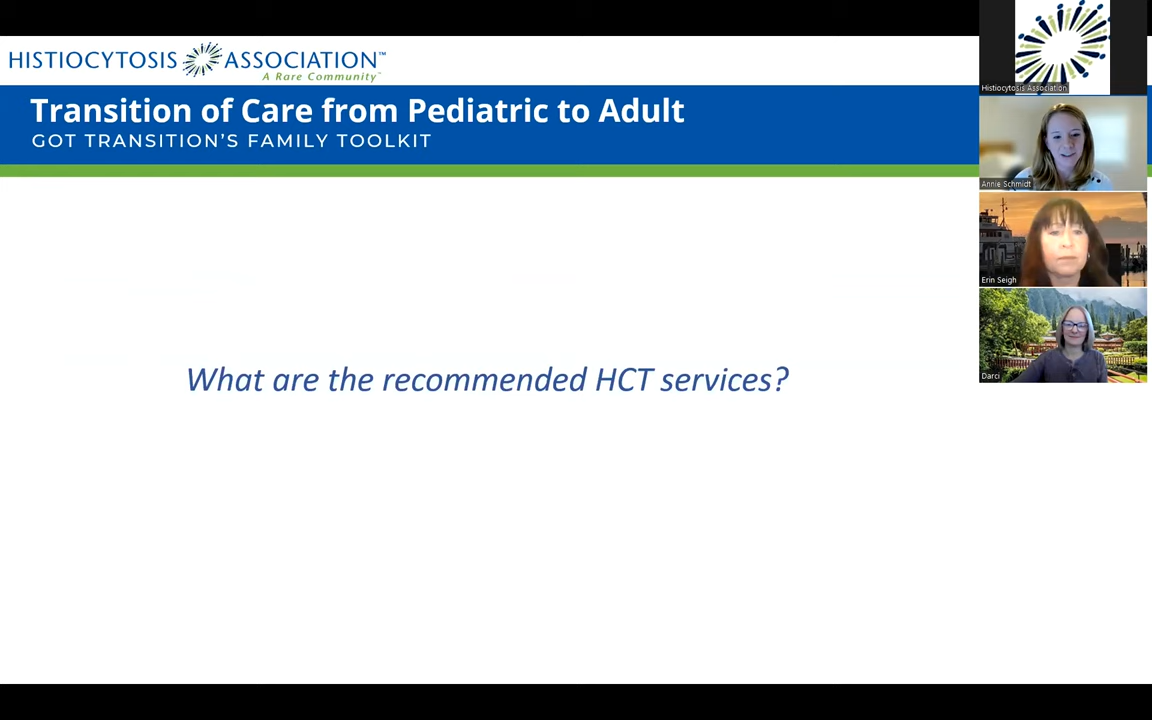 HISTIOCYTOSIS ASSOCIATION™
A Rare Community™
Transition of Care from Pediatric to Adult
GOT TRANSITION'S FAMILY TOOLKIT
What are the recommended HCT services?
Histiocytosis Association
Annie Schmidt
Erin Seigh
Darci